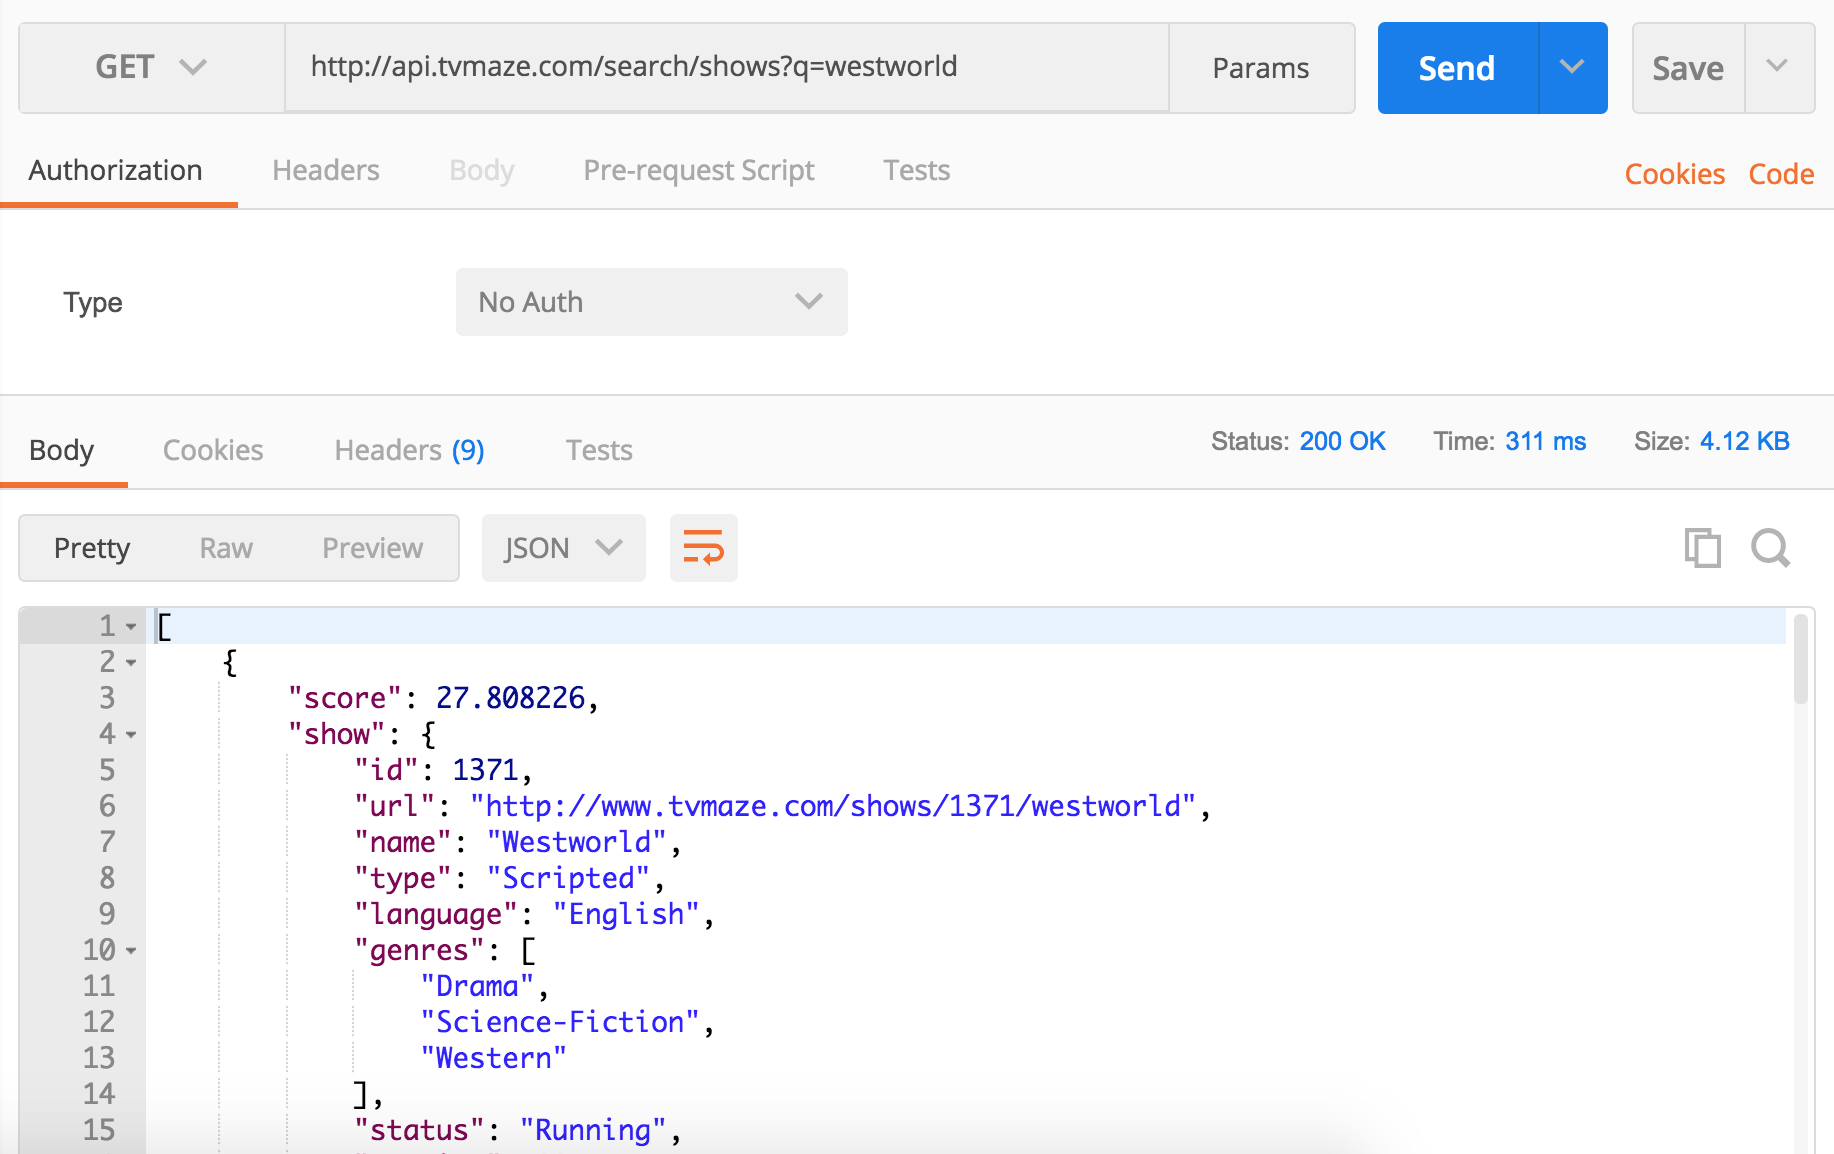 GET http://api.tvmaze.com/search/shows?q=westworld Params Send Save
Authorization Headers Body Pre-request Script Tests Cookies Code
Type No Auth
Body Cookies Headers (9) Tests Status: 200 OK Time: 311 ms Size: 4.12 KB
Pretty Raw Preview JSON
1 [
2 {
3 "score": 27.808226,
4 "show": {
5 "id": 1371,
6 "url": "http://www.tvmaze.com/shows/1371/westworld",
7 "name": "Westworld",
8 "type": "Scripted",
9 "language": "English",
10 "genres": [
11 "Drama",
12 "Science-Fiction",
13 "Western"
14 ],
15 "status": "Running",